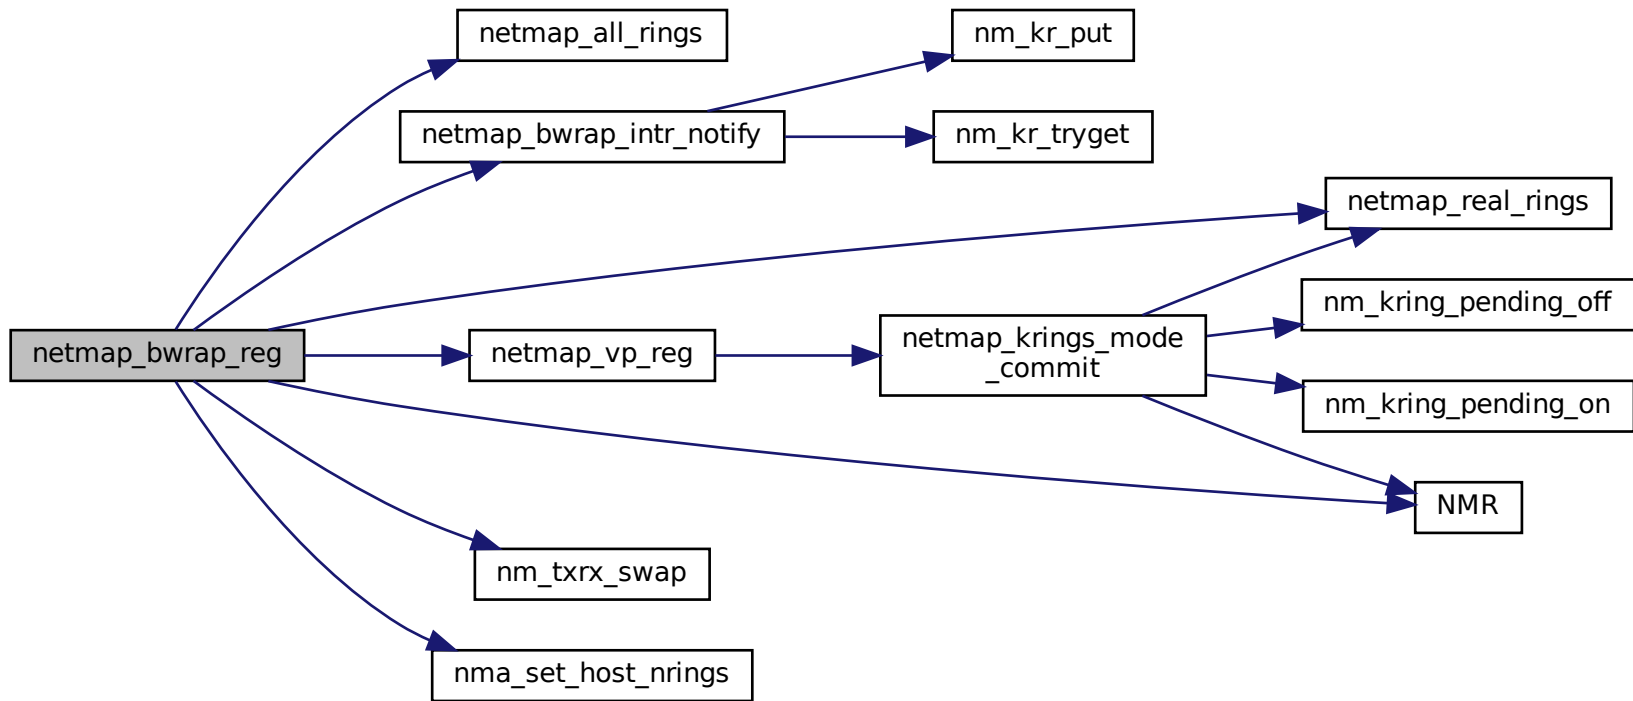 netmap_all_rings
nm_kr_put
netmap_bwrap_intr_notify
nm_kr_tryget
netmap_real_rings
nm_kring_pending_off
netmap_bwrap_reg
netmap_vp_reg
netmap_krings_mode
_commit
nm_kring_pending_on
NMR
nm_txrx_swap
nma_set_host_nrings